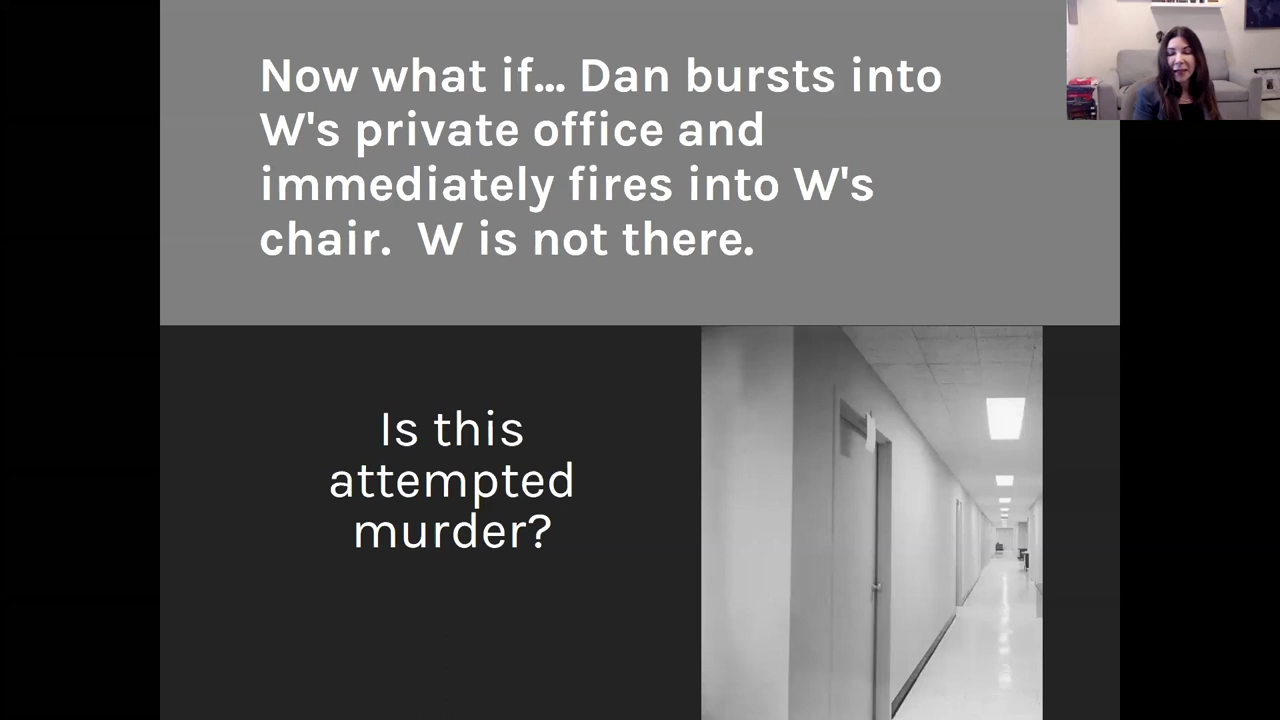 Now what if... Dan bursts into
W's private office and
immediately fires into W's
chair.  W is not there.
Is this
attempted
murder?